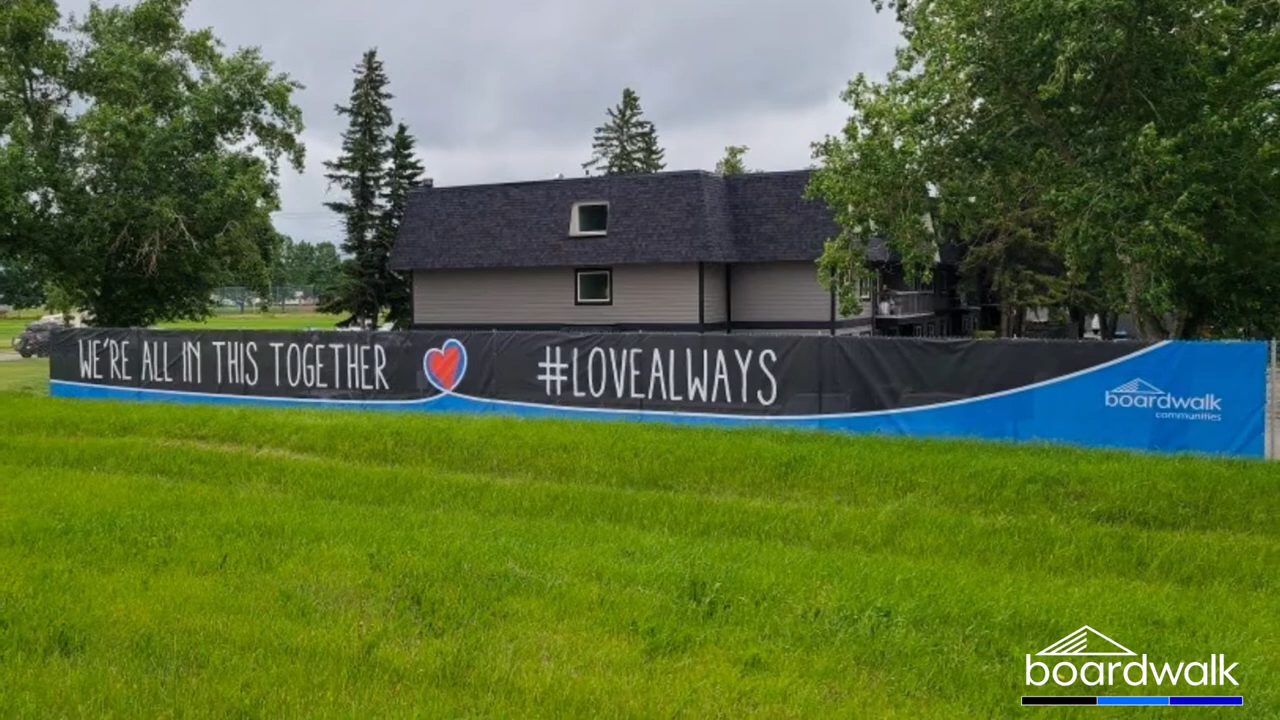 WE'RE ALL IN THIS TOGETHER #LOVEALWAYS
boardwalk
communities
boardwalk